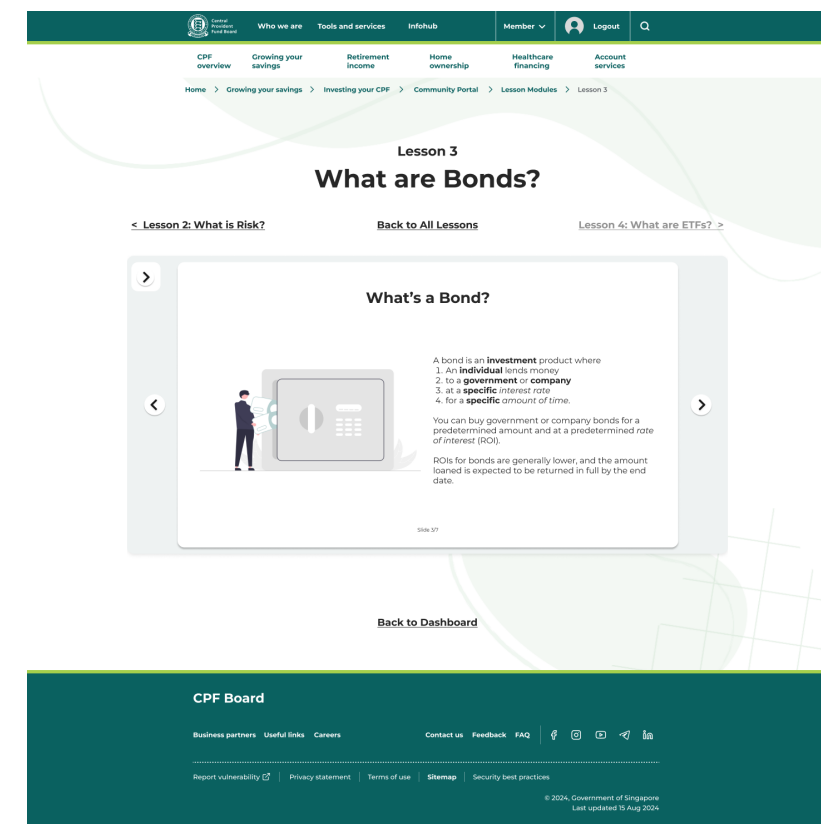 Central
Provident
Fund Board
Who we are Tools and services Infohub Member Logout
CPF overview Growing your savings Retirement income Home ownership Healthcare financing Account services
Home > Growing your savings > Investing your CPF > Community Portal > Lesson Modules > Lesson 3
Lesson 3
What are Bonds?
< Lesson 2: What is Risk? Back to All Lessons Lesson 4: What are ETFs? >
What's a Bond?
A bond is an investment product where
1. An individual lends money
2. to a government or company
3. at a specific interest rate
4. for a specific amount of time.
You can buy government or company bonds for a
predetermined amount and at a predetermined rate
of interest (ROI).
ROIs for bonds are generally lower, and the amount
loaned is expected to be returned in full by the end
date.
Slide 3/7
Back to Dashboard
CPF Board
Business partners Useful links Careers Contact us Feedback FAQ
Report vulnerability Privacy statement Terms of use Sitemap Security best practices
© 2024, Government of Singapore
Last updated 15 Aug 2024